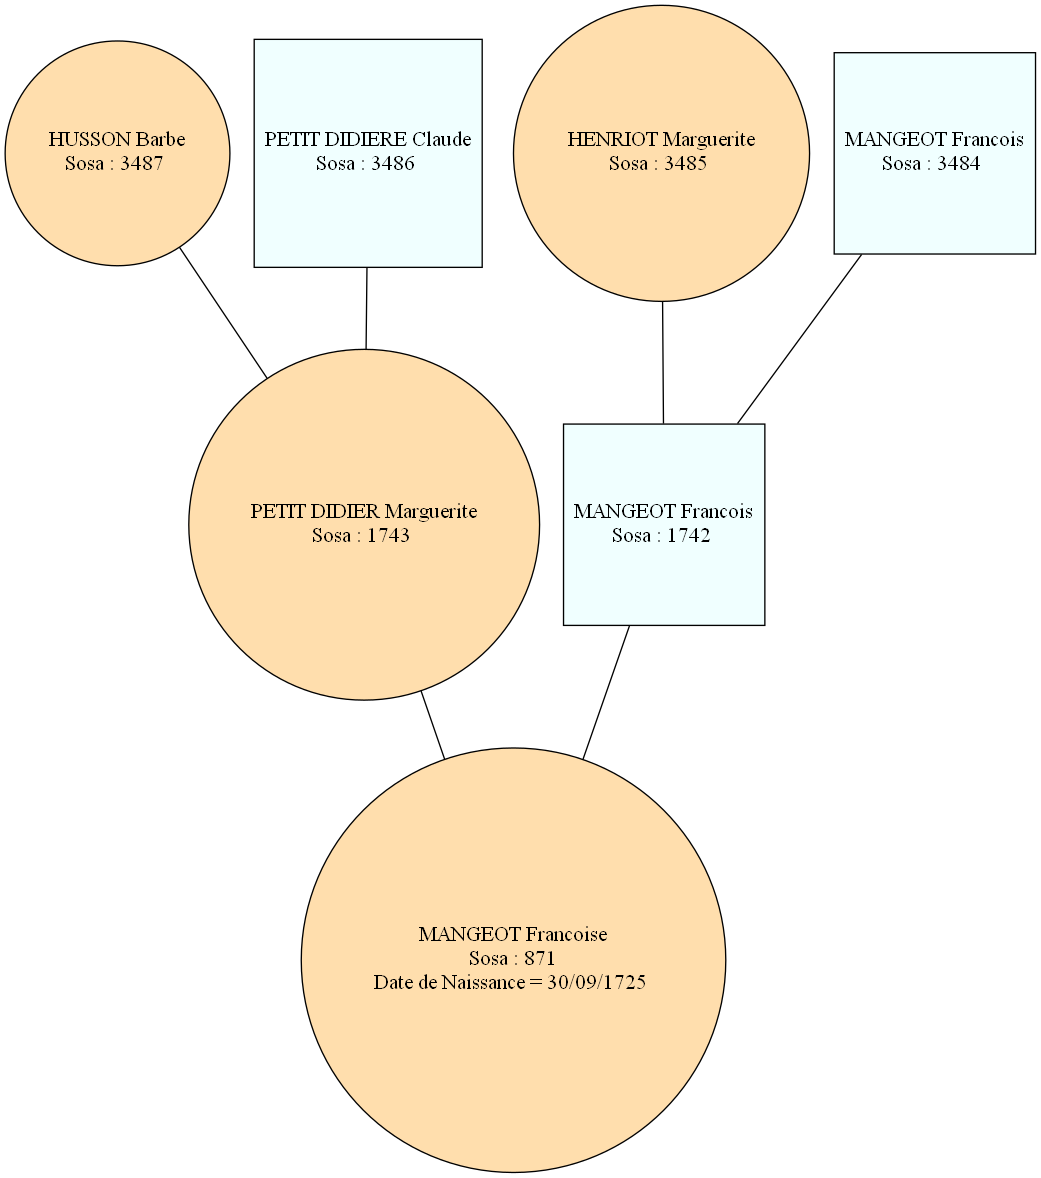 HUSSON Barbe
Sosa : 3487
PETIT DIDIERE Claude
Sosa : 3486
HENRIOT Marguerite
Sosa : 3485
MANGEOT Francois
Sosa : 3484
PETIT DIDIER Marguerite
Sosa : 1743
MANGEOT Francois
Sosa : 1742
MANGEOT Francoise
Sosa : 871
Date de Naissance = 30/09/1725